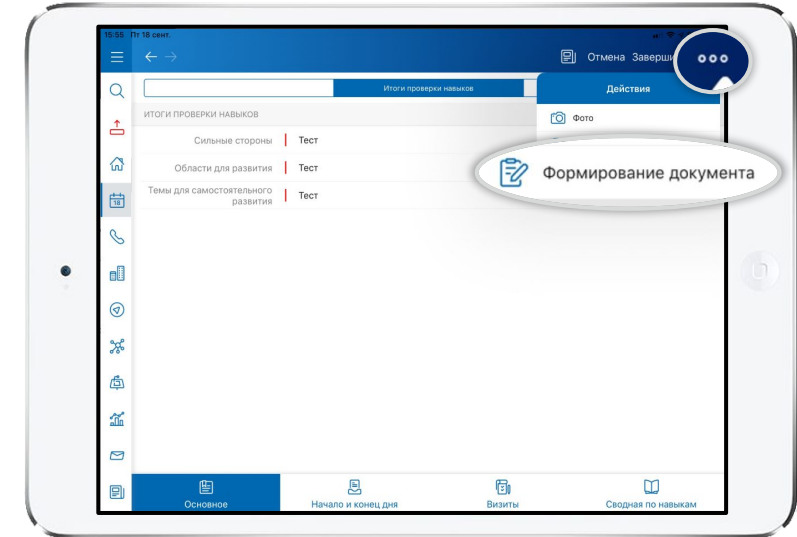 15:55 Пт 18 сент.
Отмена
Итоги проверки навыков
Действия
ИТОГИ ПРОВЕРКИ НАВЫКОВ
Фото
Сильные стороны Тест
Формирование документа
Области для развития Тест
Темы для самостоятельного
развития Тест
18
Основное
Начало и конец дня
Визиты
Сводная по навыкам